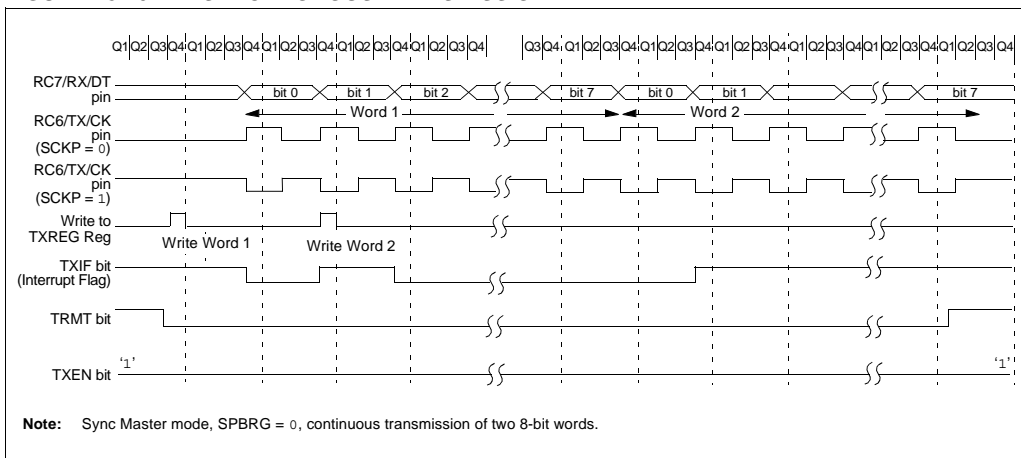 Q1 Q2 Q3 Q4 Q1 Q2 Q3 Q4 Q1 Q2 Q3 Q4 Q1 Q2 Q3 Q4 Q1 Q2 Q3 Q4 Q3 Q4 Q1 Q2 Q3 Q4 Q1 Q2 Q3 Q4 Q1 Q2 Q3 Q4 Q1 Q2 Q3 Q4 Q1 Q2 Q3 Q4
RC7/RX/DT
pin
bit 0 bit 1 bit 2 bit 7 bit 0 bit 1 bit 7
Word 1 Word 2
RC6/TX/CK
pin
(SCKP = 0)
RC6/TX/CK
pin
(SCKP = 1)
Write to
TXREG Reg
Write Word 1 Write Word 2
TXIF bit
(Interrupt Flag)
TRMT bit
TXEN bit
‘1’ ‘1’
Note: Sync Master mode, SPBRG = 0, continuous transmission of two 8-bit words.